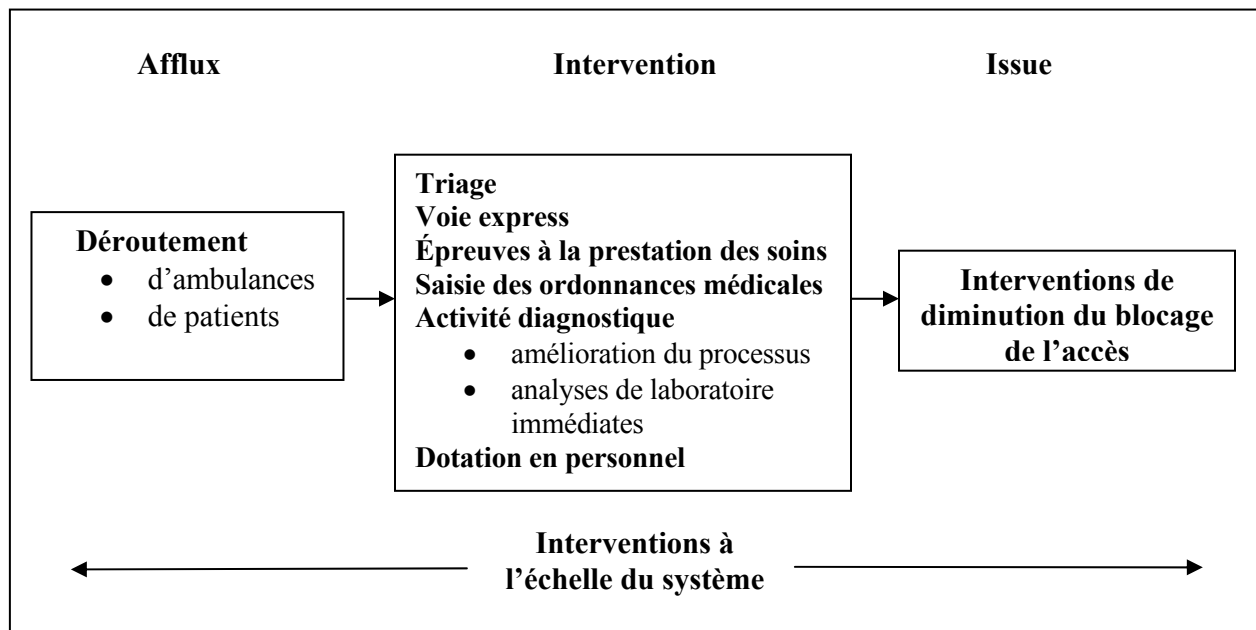 Afflux
Intervention
Issue
Déroutement
• d’ambulances
• de patients
Triage
Voie express
Épreuves à la prestation des soins
Saisie des ordonnances médicales
Activité diagnostique
• amélioration du processus
• analyses de laboratoire
immédiates
Dotation en personnel
Interventions de
diminution du blocage
de l’accès
Interventions à
l’échelle du système